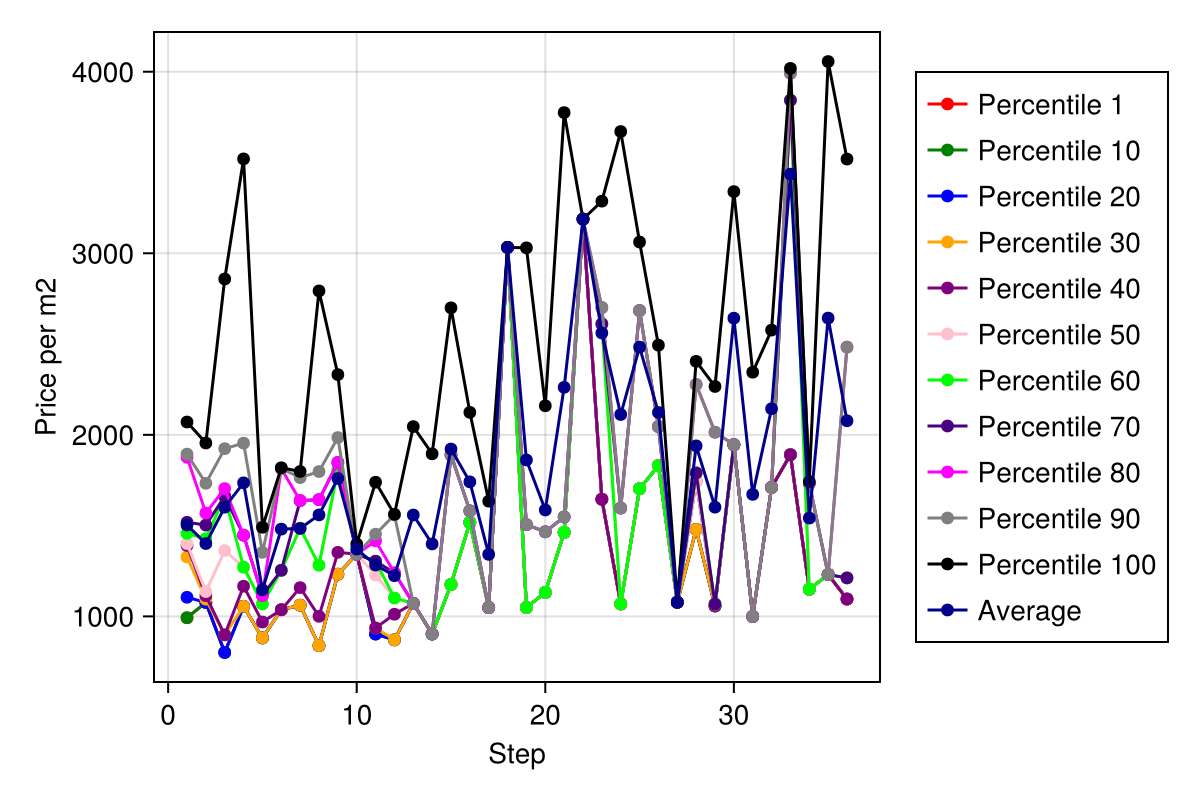 4000
3000
2000
1000
Price per m2
0 10 20 30
Step
Percentile 1
Percentile 10
Percentile 20
Percentile 30
Percentile 40
Percentile 50
Percentile 60
Percentile 70
Percentile 80
Percentile 90
Percentile 100
Average